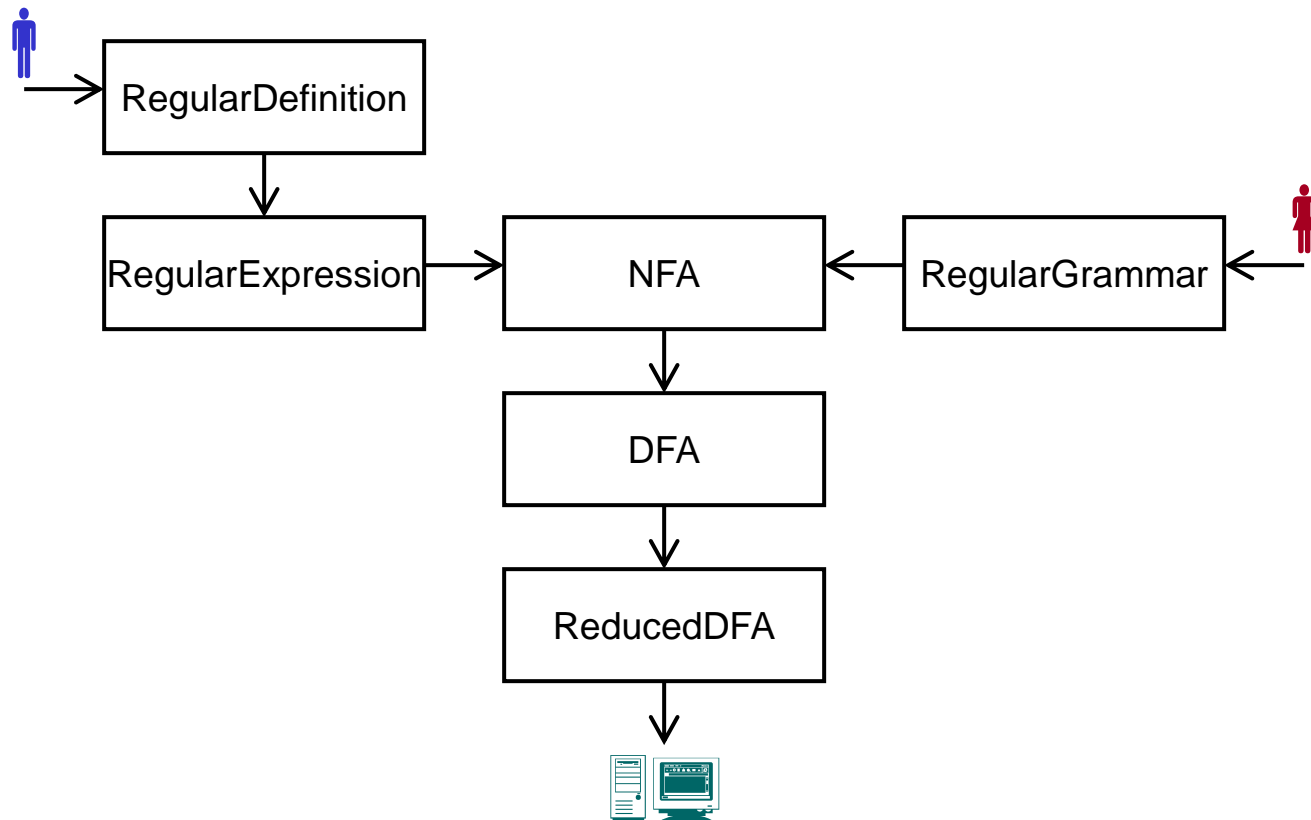 RegularDefinition
RegularExpression
NFA
RegularGrammar
DFA
ReducedDFA